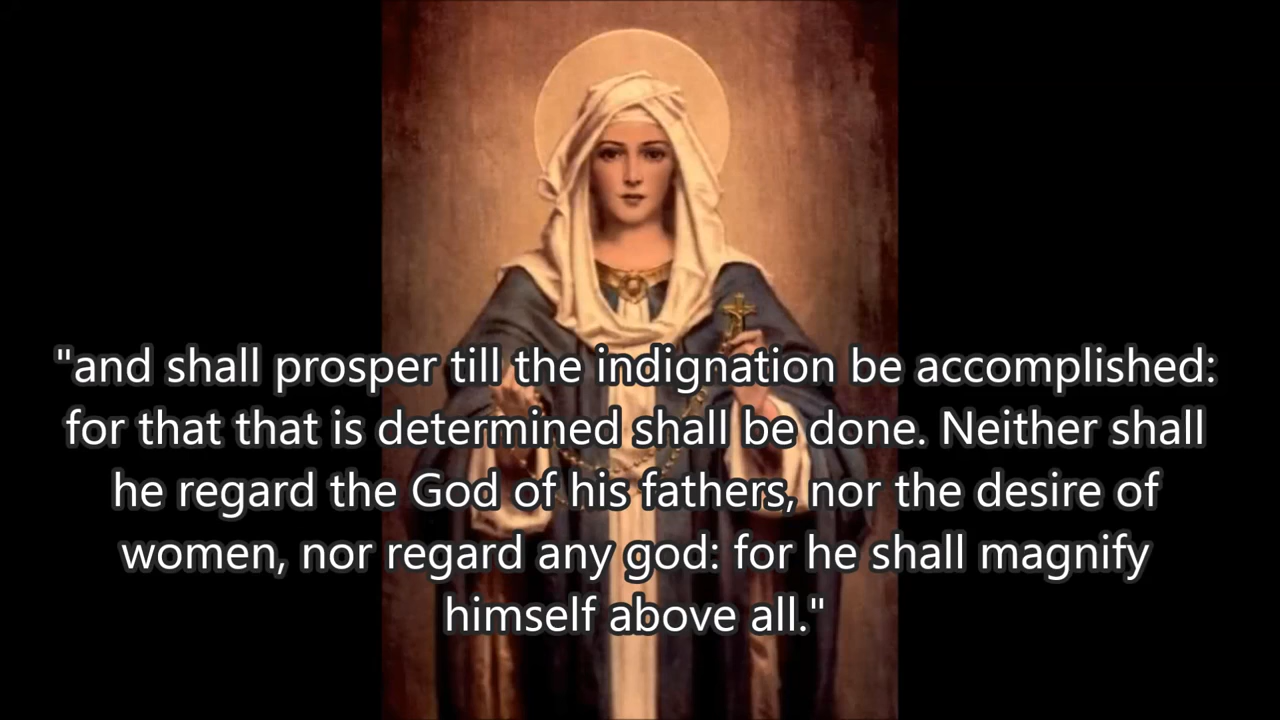 "and shall prosper till the indignation be accomplished:
for that that is determined shall be done. Neither shall
he regard the God of his fathers, nor the desire of
women, nor regard any god: for he shall magnify
himself above all."